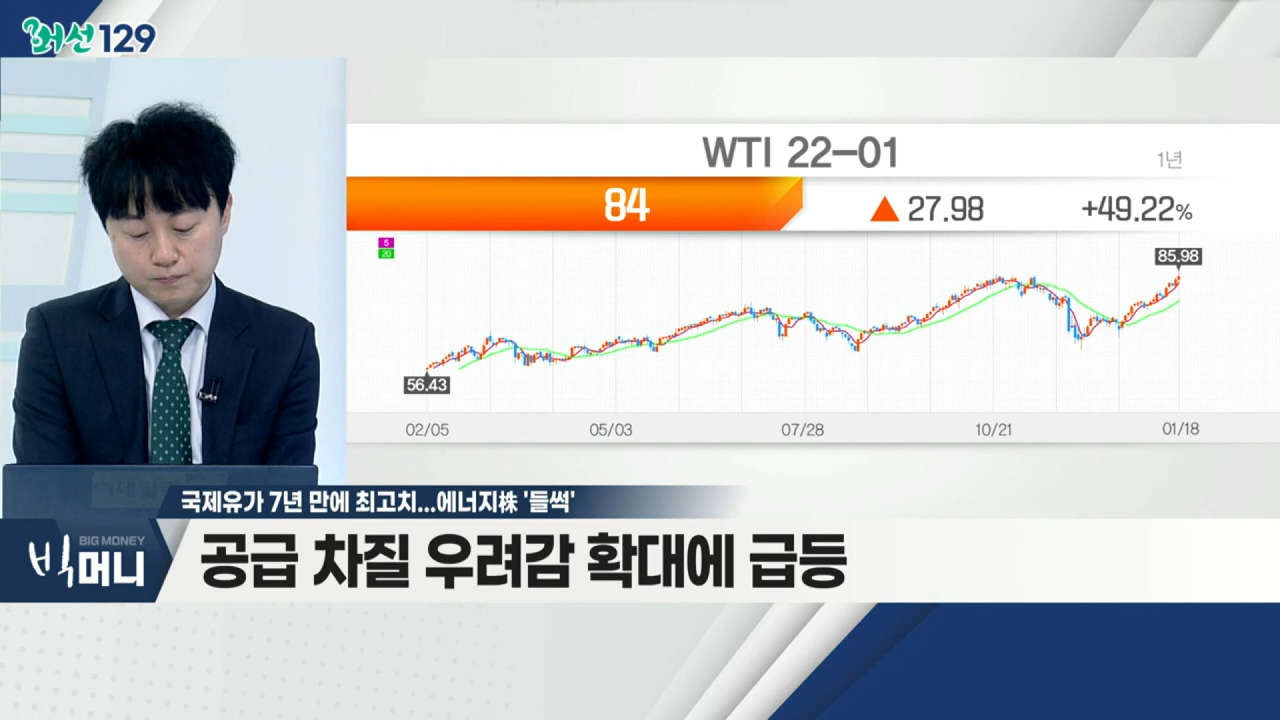 대선129
WTI 22-01
1년
84 ▲ 27.98 +49.22%
5
20
85.98
56.43
02/05 05/03 07/28 10/21 01/18
국제유가 7년 만에 최고치...에너지株 '들썩'
BIG MONEY
빅머니
공급 차질 우려감 확대에 급등